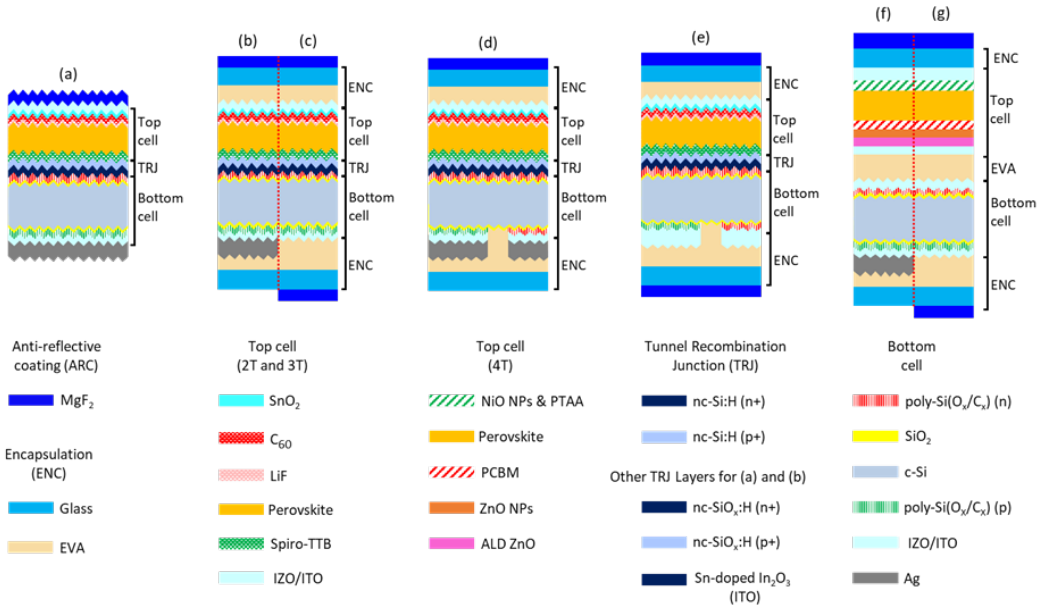 (a)
(b)
(c)
(d)
(e)
(f)
(g)
Top
cell
TRJ
Bottom
cell
ENC
Top
cell
TRJ
Bottom
cell
ENC
ENC
Top
cell
TRJ
Bottom
cell
ENC
ENC
Top
cell
TRJ
Bottom
cell
ENC
ENC
Top
cell
EVA
Bottom
cell
ENC
Anti-reflective
coating (ARC)
MgF₂
Encapsulation
(ENC)
Glass
EVA
Top cell
(2T and 3T)
SnO₂
C₆₀
LiF
Perovskite
Spiro-TTB
IZO/ITO
Top cell
(4T)
NiO NPs & PTAA
Perovskite
PCBM
ZnO NPs
ALD ZnO
Tunnel Recombination
Junction (TRJ)
nc-Si:H (n+)
nc-Si:H (p+)
Other TRJ Layers for (a) and (b)
nc-SiOₓ:H (n+)
nc-SiOₓ:H (p+)
Sn-doped In₂O₃
(ITO)
Bottom
cell
poly-Si(Oₓ/Cₓ) (n)
SiO₂
c-Si
poly-Si(Oₓ/Cₓ) (p)
IZO/ITO
Ag